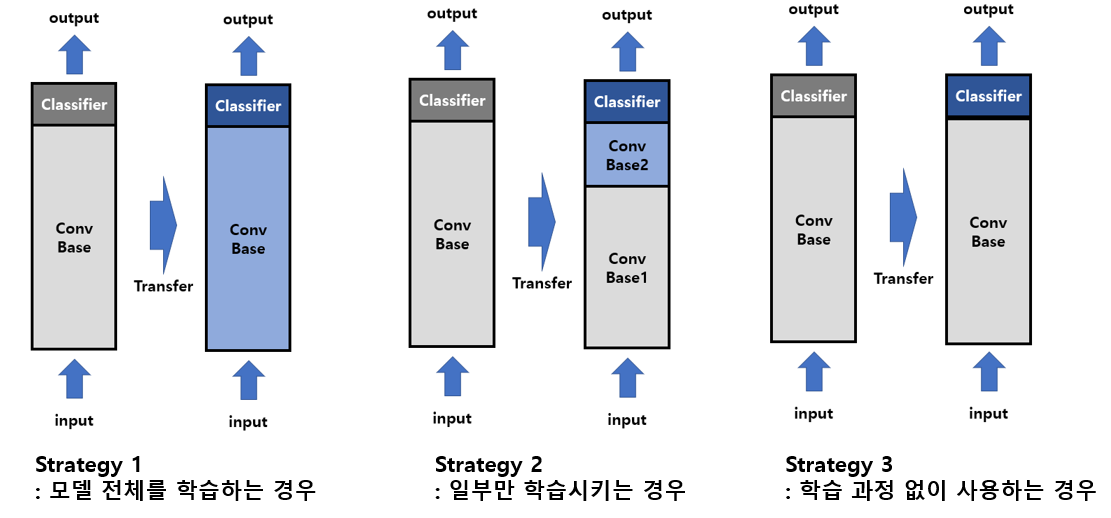 output
Classifier
Conv
Base
input
Transfer
output
Classifier
Conv
Base
input
Strategy 1
: 모델 전체를 학습하는 경우
output
Classifier
Conv
Base
input
Transfer
output
Classifier
Conv
Base2
Conv
Base1
input
Strategy 2
: 일부만 학습시키는 경우
output
Classifier
Conv
Base
input
Transfer
output
Classifier
Conv
Base
input
Strategy 3
: 학습 과정 없이 사용하는 경우